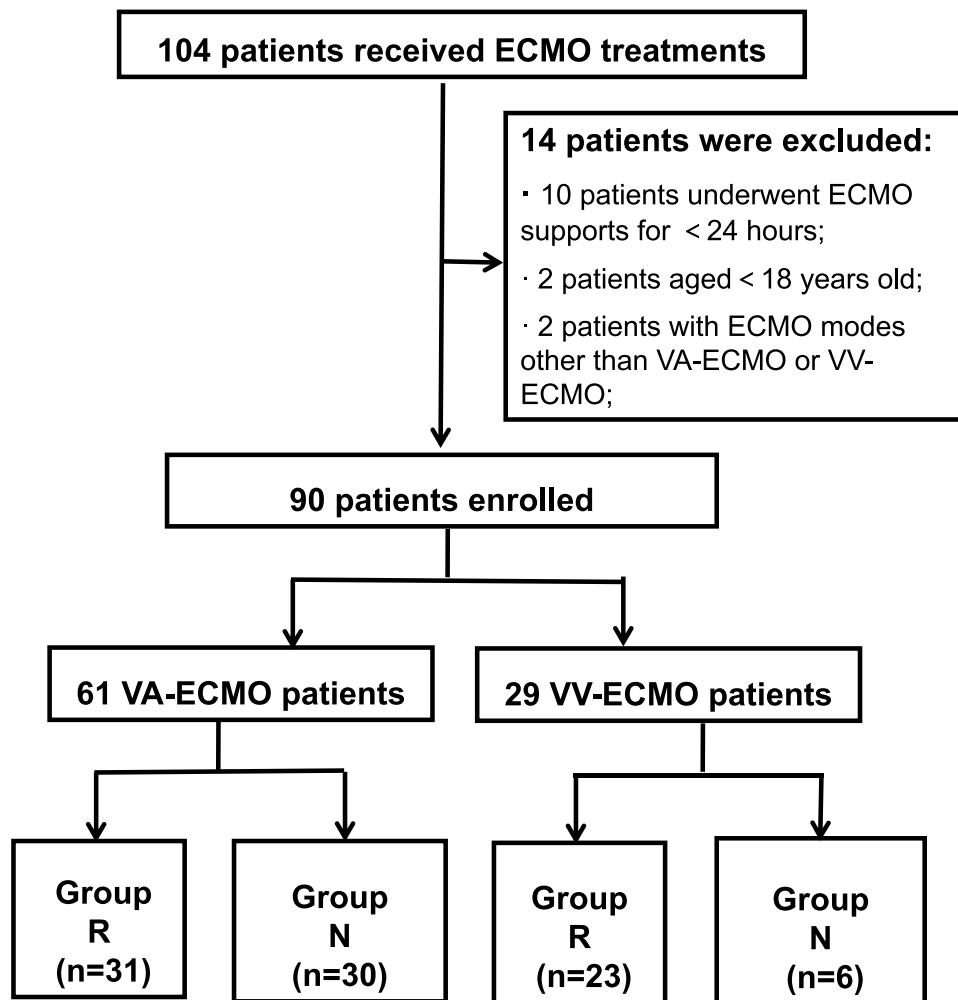 104 patients received ECMO treatments
14 patients were excluded:
· 10 patients underwent ECMO
supports for < 24 hours;
· 2 patients aged < 18 years old;
· 2 patients with ECMO modes
other than VA-ECMO or VV-
ECMO;
90 patients enrolled
61 VA-ECMO patients
29 VV-ECMO patients
Group
R
(n=31)
Group
N
(n=30)
Group
R
(n=23)
Group
N
(n=6)